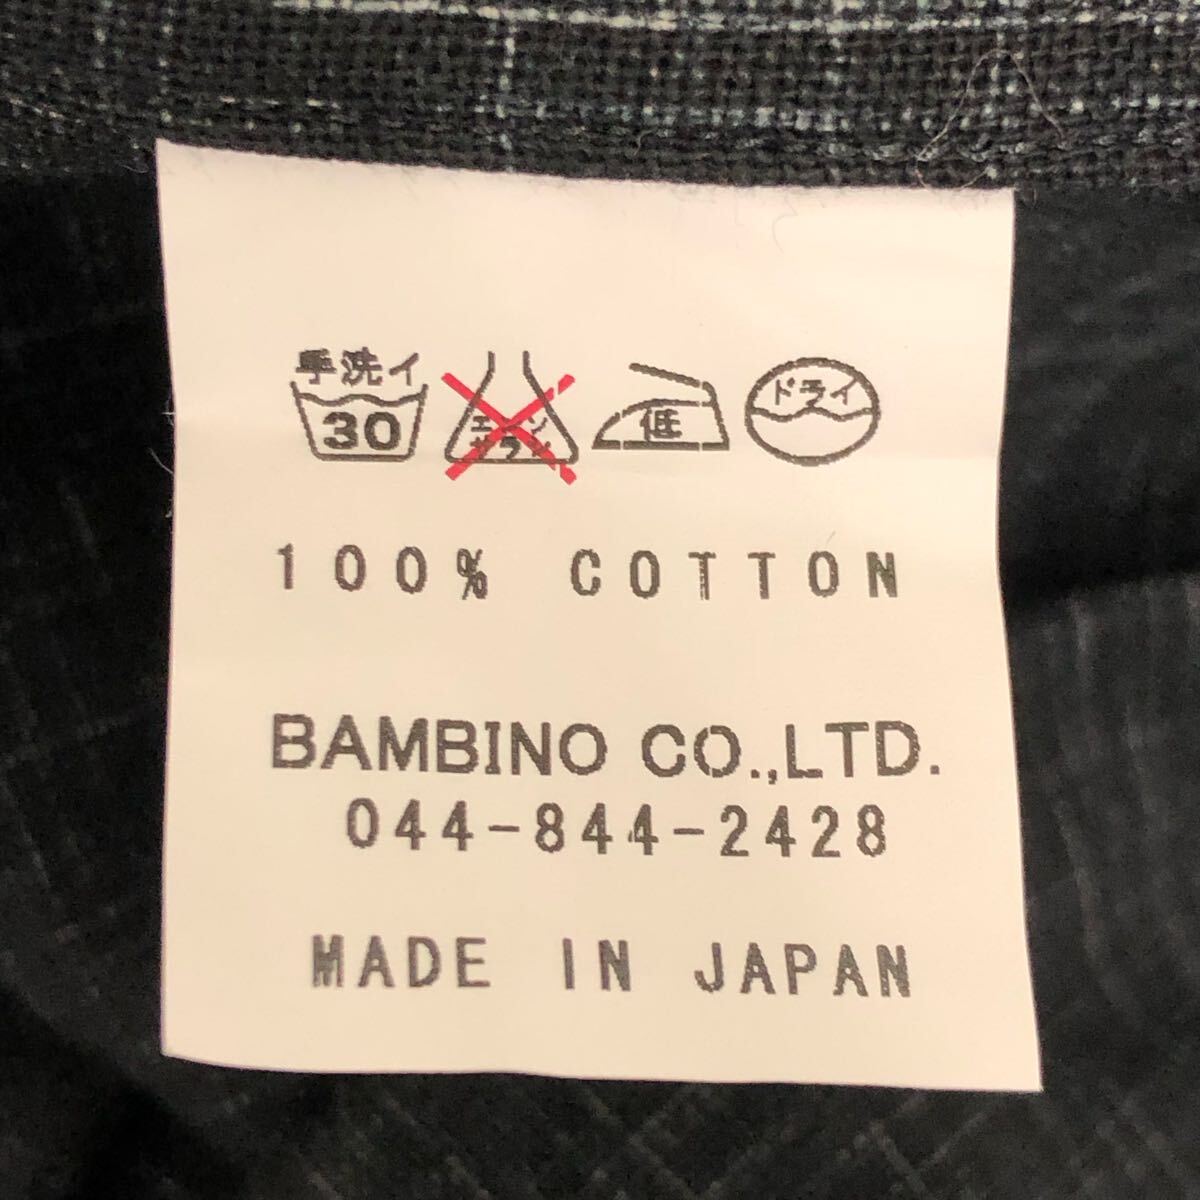 手洗イ
30
エンソ
サラシ
低
ドライ
100% COTTON
BAMBINO CO.,LTD.
044-844-2428
MADE IN JAPAN